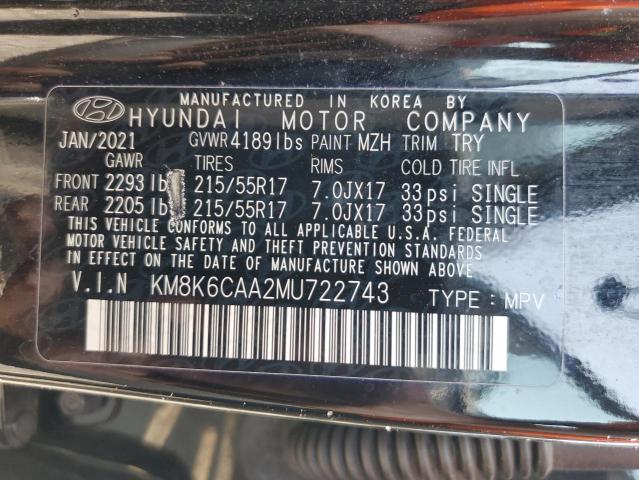 MANUFACTURED IN KOREA BY
HYUNDAI MOTOR COMPANY
JAN/2021 GVWR 4189lbs PAINT MZH TRIM TRY
GAWR TIRES RIMS COLD TIRE INFL
FRONT 2293 lb 215/55R17 7.0JX17 33psi SINGLE
REAR 2205 lb 215/55R17 7.0JX17 33psi SINGLE
THIS VEHICLE CONFORMS TO ALL APPLICABLE U.S.A. FEDERAL
MOTOR VEHICLE SAFETY AND THEFT PREVENTION STANDARDS
IN EFFECT ON THE DATE OF MANUFACTURE SHOWN ABOVE.
V.I.N KM8K6CAA2MU722743 TYPE : MPV